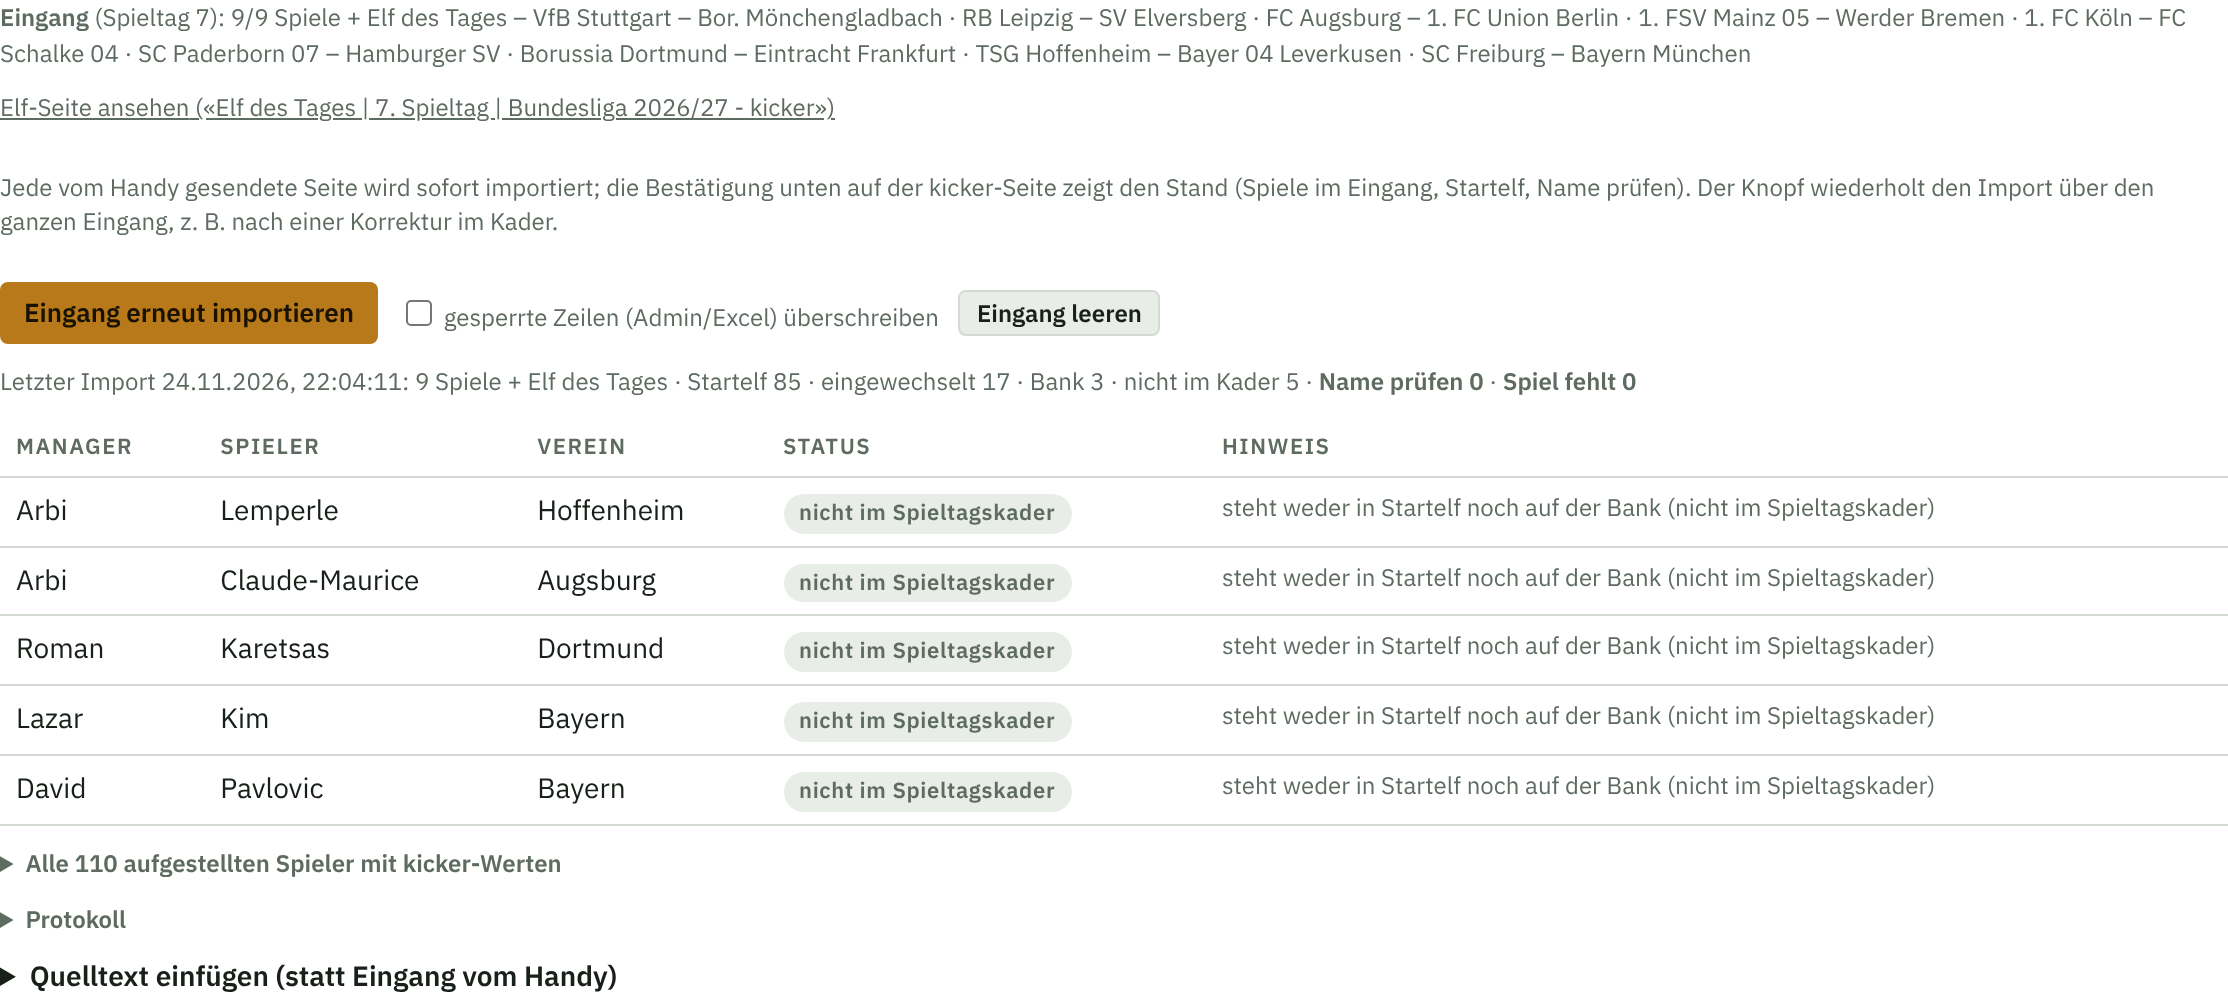 Eingang (Spieltag 7): 9/9 Spiele + Elf des Tages – VfB Stuttgart – Bor. Mönchengladbach · RB Leipzig – SV Elversberg · FC Augsburg – 1. FC Union Berlin · 1. FSV Mainz 05 – Werder Bremen · 1. FC Köln – FC
Schalke 04 · SC Paderborn 07 – Hamburger SV · Borussia Dortmund – Eintracht Frankfurt · TSG Hoffenheim – Bayer 04 Leverkusen · SC Freiburg – Bayern München
Elf-Seite ansehen («Elf des Tages | 7. Spieltag | Bundesliga 2026/27 - kicker»)
Jede vom Handy gesendete Seite wird sofort importiert; die Bestätigung unten auf der kicker-Seite zeigt den Stand (Spiele im Eingang, Startelf, Name prüfen). Der Knopf wiederholt den Import über den
ganzen Eingang, z. B. nach einer Korrektur im Kader.
Eingang erneut importieren gesperrte Zeilen (Admin/Excel) überschreiben Eingang leeren
Letzter Import 24.11.2026, 22:04:11: 9 Spiele + Elf des Tages · Startelf 85 · eingewechselt 17 · Bank 3 · nicht im Kader 5 · Name prüfen 0 · Spiel fehlt 0
MANAGER SPIELER VEREIN STATUS HINWEIS
Arbi Lemperle Hoffenheim nicht im Spieltagskader steht weder in Startelf noch auf der Bank (nicht im Spieltagskader)
Arbi Claude-Maurice Augsburg nicht im Spieltagskader steht weder in Startelf noch auf der Bank (nicht im Spieltagskader)
Roman Karetsas Dortmund nicht im Spieltagskader steht weder in Startelf noch auf der Bank (nicht im Spieltagskader)
Lazar Kim Bayern nicht im Spieltagskader steht weder in Startelf noch auf der Bank (nicht im Spieltagskader)
David Pavlovic Bayern nicht im Spieltagskader steht weder in Startelf noch auf der Bank (nicht im Spieltagskader)
Alle 110 aufgestellten Spieler mit kicker-Werten
Protokoll
Quelltext einfügen (statt Eingang vom Handy)